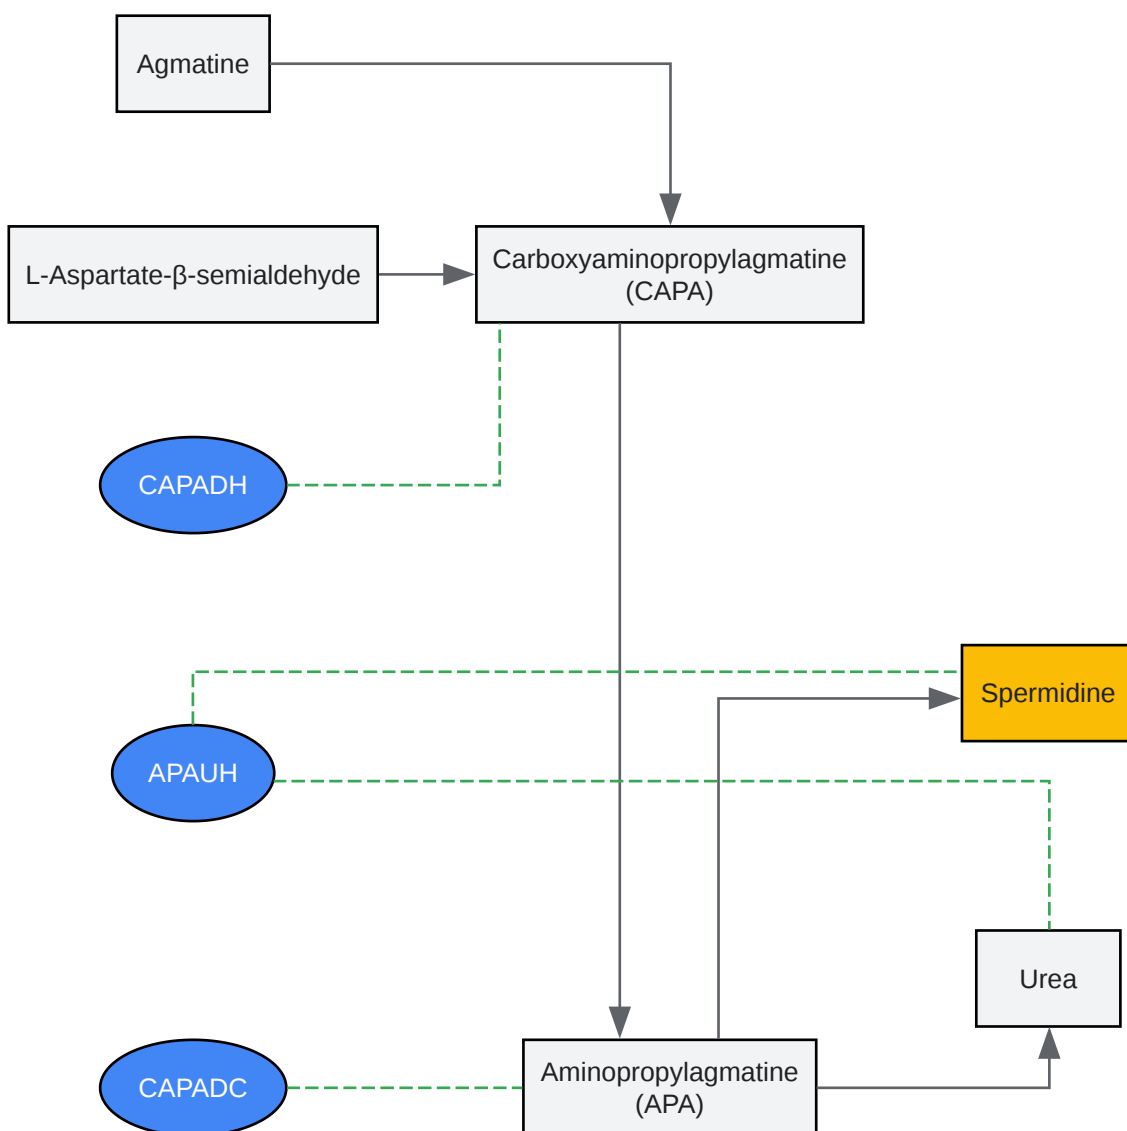 Agmatine
L-Aspartate-β-semialdehyde
Carboxyaminopropylagmatine
(CAPA)
CAPADH
Spermidine
APAUH
Urea
CAPADC
Aminopropylagmatine
(APA)